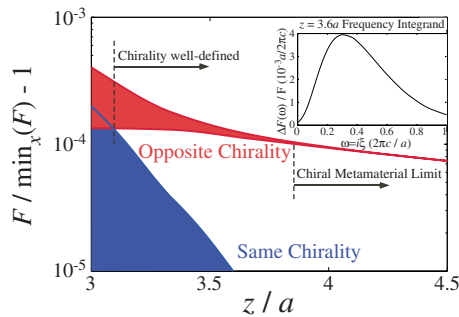 z = 3.6a Frequency Integrand
ΔF(ω) / F (10⁻³a/2πc)
4
3
2
1
0
0 0.2 0.4 0.6 0.8 1
ω=iξ (2πc / a)
F / minₓ(F) - 1
10⁻³
10⁻⁴
10⁻⁵
Chirality well-defined
Opposite Chirality
Chiral Metamaterial Limit
Same Chirality
3 3.5 4 4.5
z / a